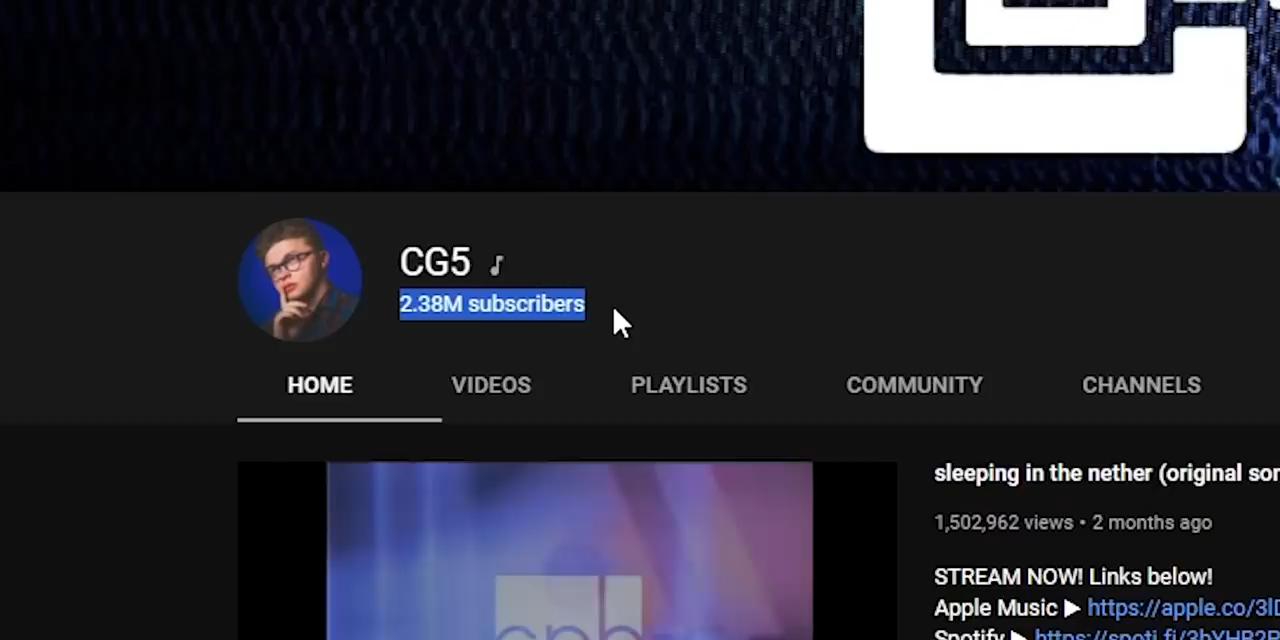 CG5
2.38M subscribers
HOME VIDEOS PLAYLISTS COMMUNITY CHANNELS
sleeping in the nether (original
1,502,962 views • 2 months ago
STREAM NOW! Links below!
Apple Music ▶ https://apple.co/3l
Spotify ▶